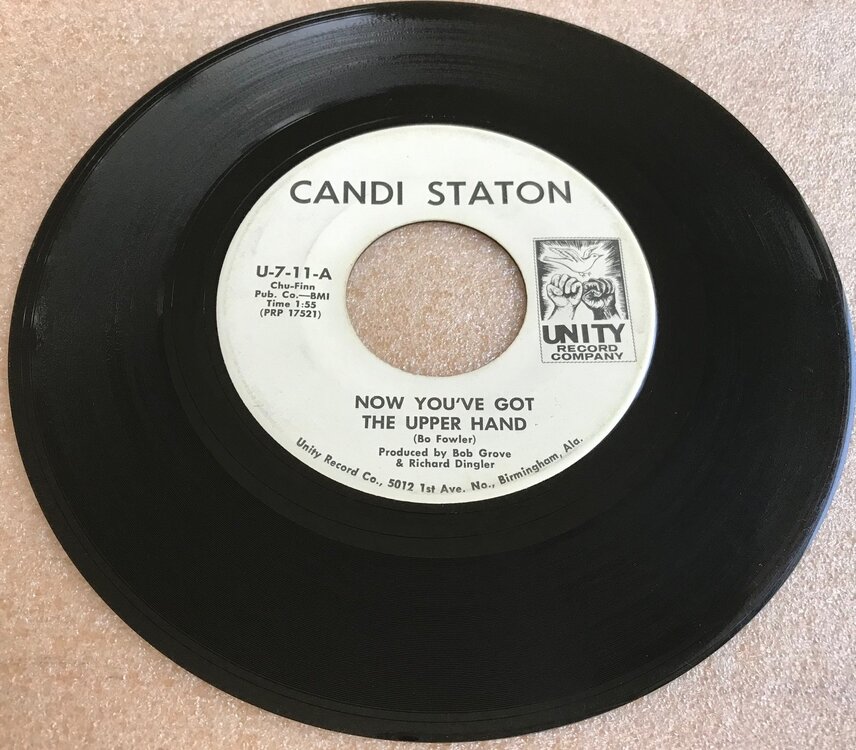 CANDI STATON
U-7-11-A
Chu-Finn
Pub. Co.—BMI
Time 1:55
(PRP 17521)
UNITY
RECORD
COMPANY
NOW YOU'VE GOT
THE UPPER HAND
(Bo Fowler)
Produced by Bob Grove
& Richard Dingler
Unity Record Co., 5012 1st Ave. No., Birmingham, Ala.